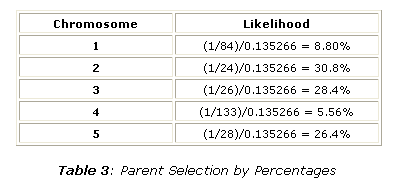 Chromosome Likelihood
1 (1/84)/0.135266 = 8.80%
2 (1/24)/0.135266 = 30.8%
3 (1/26)/0.135266 = 28.4%
4 (1/133)/0.135266 = 5.56%
5 (1/28)/0.135266 = 26.4%
Table 3: Parent Selection by Percentages